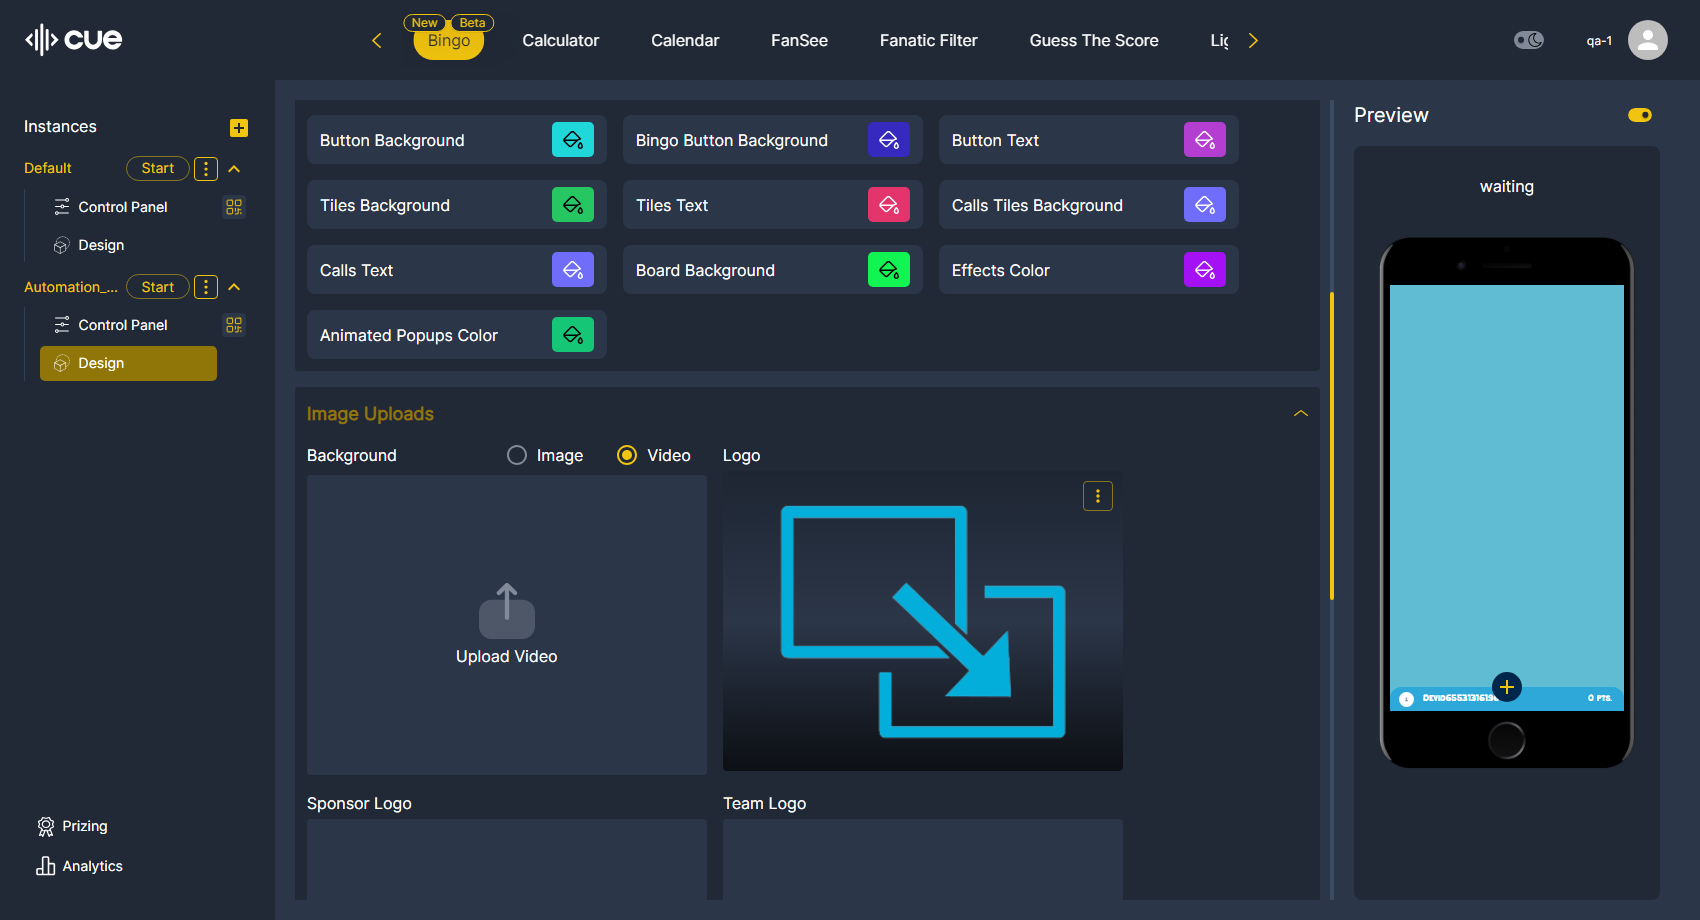 cue
New
Beta
Bingo
Calculator
Calendar
FanSee
Fanatic Filter
Guess The Score
Lig
qa-1
Instances
Default
Start
Control Panel
Design
Automation_...
Start
Control Panel
Design
Prizing
Analytics
Button Background
Bingo Button Background
Button Text
Tiles Background
Tiles Text
Calls Tiles Background
Calls Text
Board Background
Effects Color
Animated Popups Color
Image Uploads
Background
Image
Video
Logo
Upload Video
Sponsor Logo
Team Logo
Preview
waiting
0 PTS.